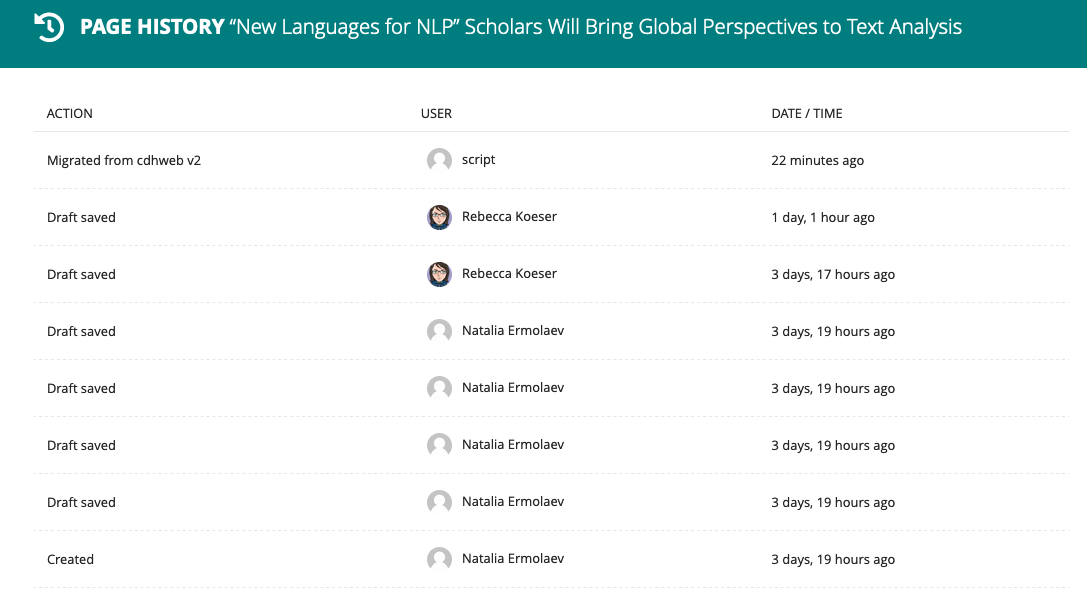 PAGE HISTORY “New Languages for NLP” Scholars Will Bring Global Perspectives to Text Analysis
ACTION USER DATE / TIME
Migrated from cdhweb v2 script 22 minutes ago
Draft saved Rebecca Koeser 1 day, 1 hour ago
Draft saved Rebecca Koeser 3 days, 17 hours ago
Draft saved Natalia Ermolaev 3 days, 19 hours ago
Draft saved Natalia Ermolaev 3 days, 19 hours ago
Draft saved Natalia Ermolaev 3 days, 19 hours ago
Draft saved Natalia Ermolaev 3 days, 19 hours ago
Created Natalia Ermolaev 3 days, 19 hours ago